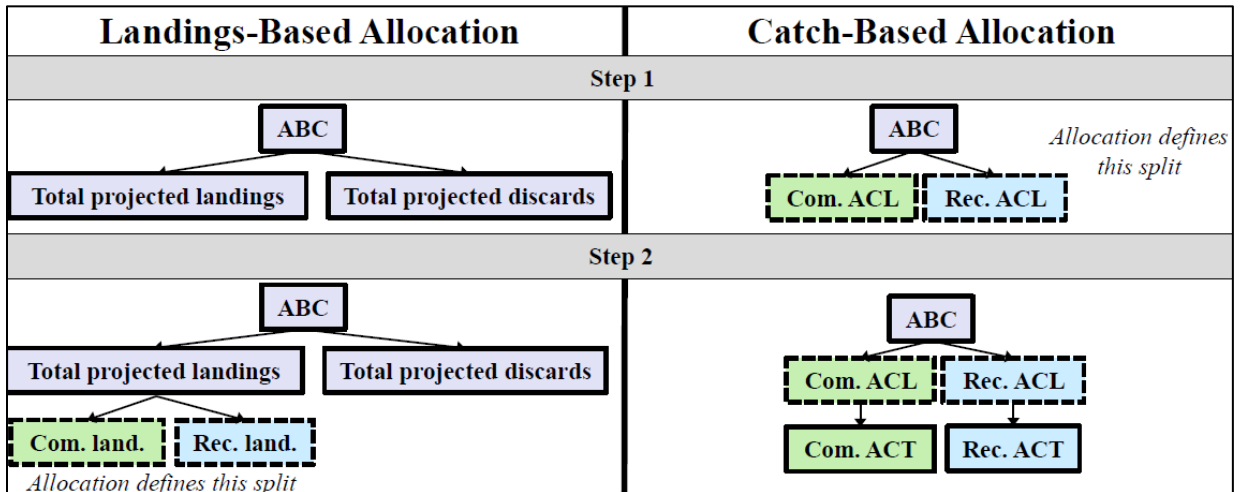 Landings-Based Allocation
Catch-Based Allocation
Step 1
ABC
Total projected landings
Total projected discards
ABC
Allocation defines
this split
Com. ACL
Rec. ACL
Step 2
ABC
Total projected landings
Total projected discards
Com. land.
Rec. land.
Allocation defines this split
ABC
Com. ACL
Rec. ACL
Com. ACT
Rec. ACT